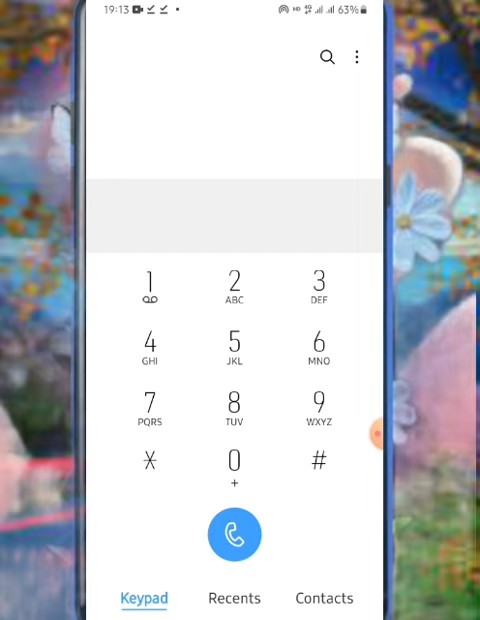 19:13 63%
1 2 3
ABC DEF
4 5 6
GHI JKL MNO
7 8 9
PQRS TUV WXYZ
* 0 #
+
Keypad Recents Contacts